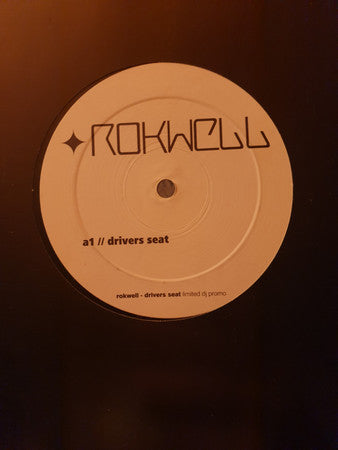 ROKWELL
a1 // drivers seat
rokwell - drivers seat limited dj promo